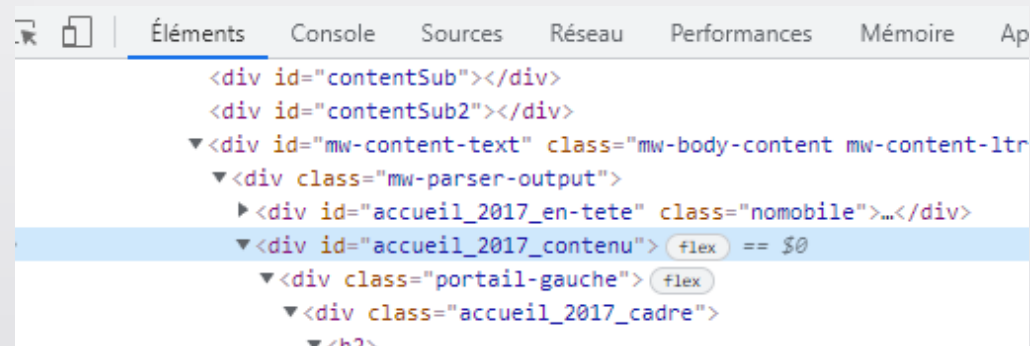 Éléments Console Sources Réseau Performances Mémoire Ap
<div id="contentSub"></div>
<div id="contentSub2"></div>
▼<div id="mw-content-text" class="mw-body-content mw-content-ltr
▼<div class="mw-parser-output">
▶<div id="accueil_2017_en-tete" class="nomobile">…</div>
▼<div id="accueil_2017_contenu"> flex == $0
▼<div class="portail-gauche"> flex
▼<div class="accueil_2017_cadre">
▼<h2>